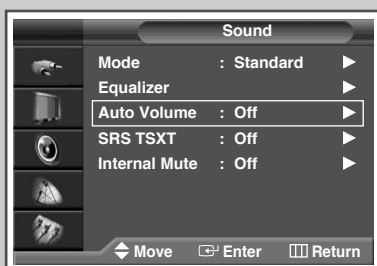 Sound
Mode : Standard
Equalizer
Auto Volume : Off
SRS TSXT : Off
Internal Mute : Off
Move Enter Return